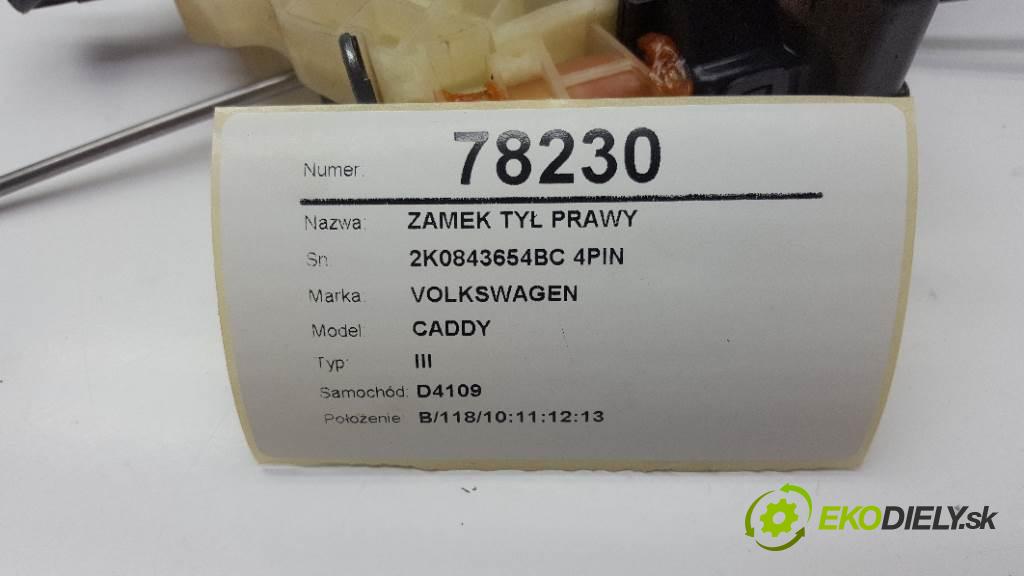 Numer: 78230
Nazwa: ZAMEK TYŁ PRAWY
Sn: 2K0843654BC 4PIN
Marka: VOLKSWAGEN
Model: CADDY
Typ: III
Samochód: D4109
Położenie: B/118/10:11:12:13
EKODIELY.sk